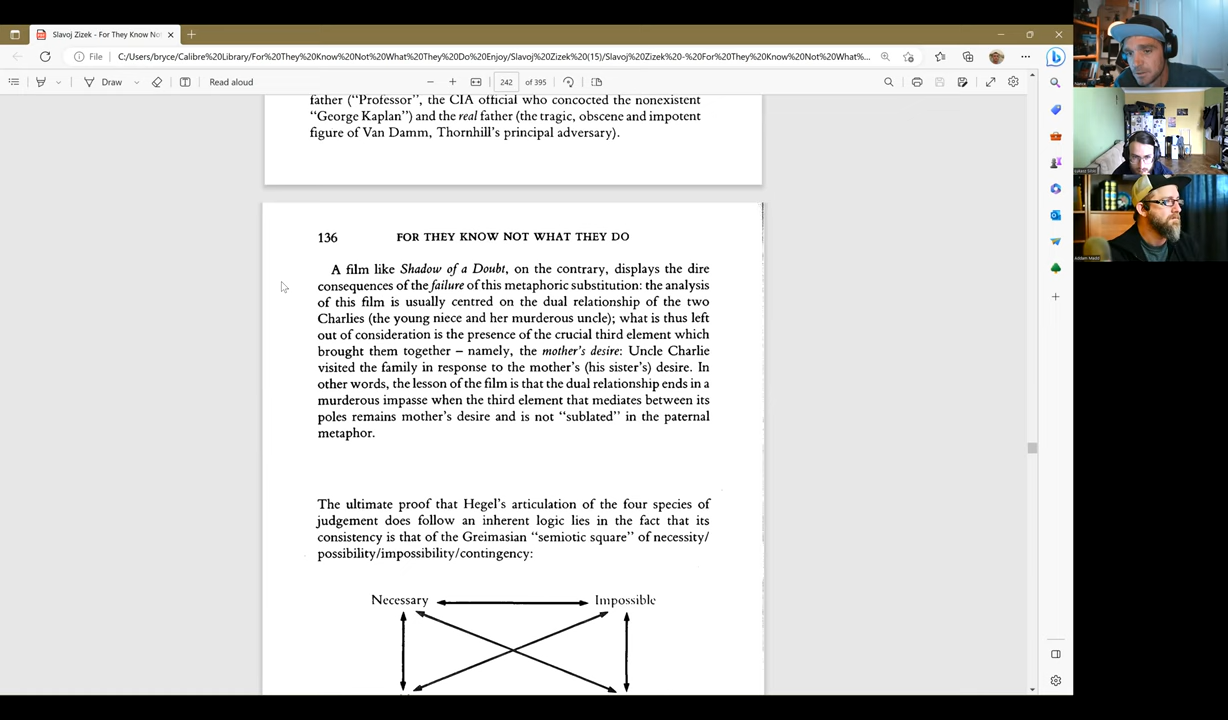 Slavoj Zizek - For They Know Not
File
C:/Users/bryce/Calibre%20Library/For%20They%20Know%20Not%20What%20They%20Do%20Enjoy/Slavoj%20Zizek%20(15)/Slavoj%20Zizek%20-%20For%20They%20Know%20Not%20What%...
Draw
Read aloud
242 of 395
father (“Professor”, the CIA official who concocted the nonexistent
“George Kaplan”) and the real father (the tragic, obscene and impotent
figure of Van Damm, Thornhill’s principal adversary).
136 FOR THEY KNOW NOT WHAT THEY DO
A film like Shadow of a Doubt, on the contrary, displays the dire
consequences of the failure of this metaphoric substitution: the analysis
of this film is usually centred on the dual relationship of the two
Charlies (the young niece and her murderous uncle); what is thus left
out of consideration is the presence of the crucial third element which
brought them together – namely, the mother’s desire: Uncle Charlie
visited the family in response to the mother’s (his sister’s) desire. In
other words, the lesson of the film is that the dual relationship ends in a
murderous impasse when the third element that mediates between its
poles remains mother’s desire and is not “sublated” in the paternal
metaphor.
The ultimate proof that Hegel’s articulation of the four species of
judgement does follow an inherent logic lies in the fact that its
consistency is that of the Greimasian “semiotic square” of necessity/
possibility/impossibility/contingency:
Necessary Impossible